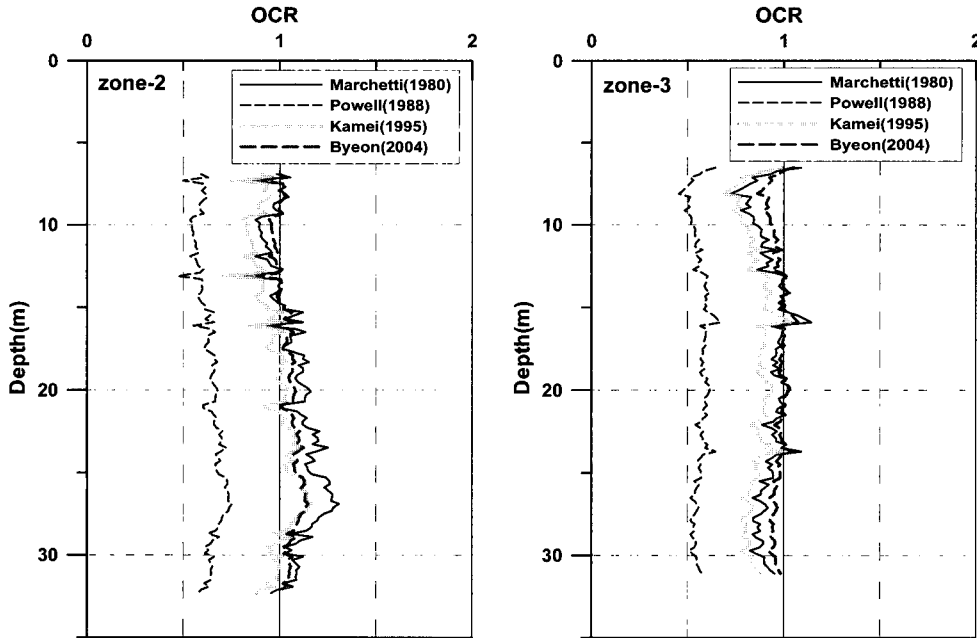 OCR
0 1 2
0
zone-2
Marchetti(1980)
Powell(1988)
Kamei(1995)
Byeon(2004)
10
20
30
Depth(m)
OCR
0 1 2
0
zone-3
Marchetti(1980)
Powell(1988)
Kamei(1995)
Byeon(2004)
10
20
30
Depth(m)